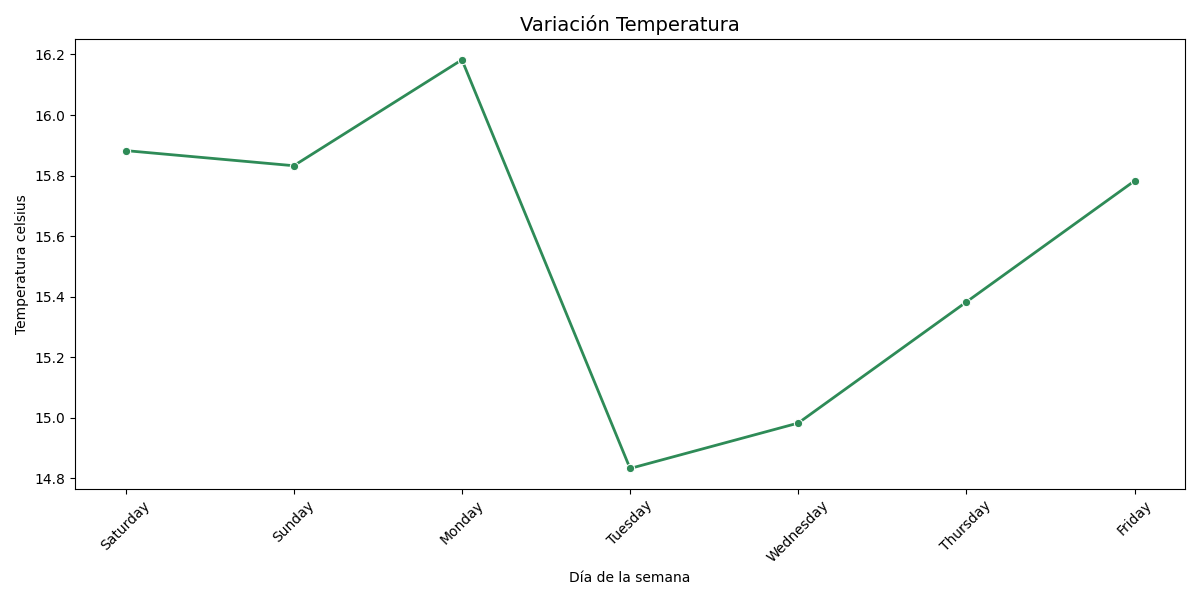 Variación Temperatura
Temperatura celsius
16.2
16.0
15.8
15.6
15.4
15.2
15.0
14.8
Saturday
Sunday
Monday
Tuesday
Wednesday
Thursday
Friday
Día de la semana